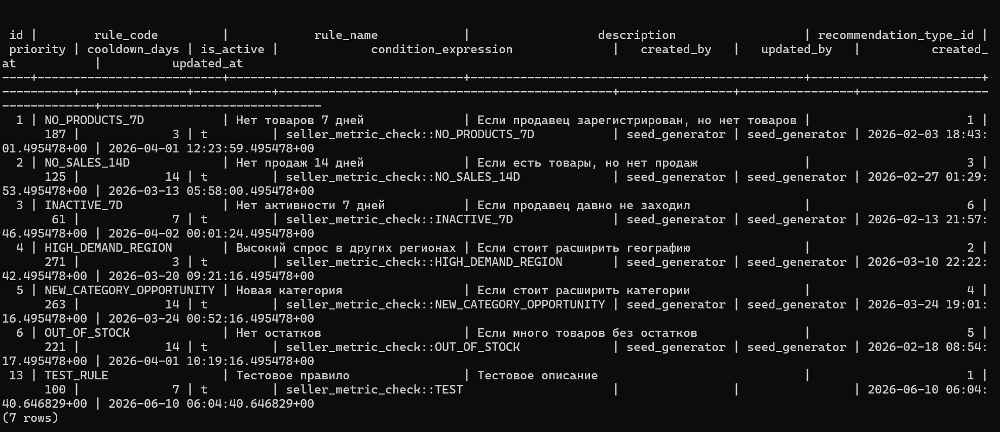 id | rule_code | rule_name | description | recommendation_type_id |
priority | cooldown_days | is_active | condition_expression | created_by | updated_by | created_
at | updated_at
----+--------------------------+---------------------------------+-----------------------------------------------+------------------------+
----------+---------------+-----------+-----------------------------------------------+----------------+----------------+------------------
-------------+-------------------------------
1 | NO_PRODUCTS_7D | Нет товаров 7 дней | Если продавец зарегистрирован, но нет товаров | 1 |
187 | 3 | t | seller_metric_check::NO_PRODUCTS_7D | seed_generator | seed_generator | 2026-02-03 18:43:
01.495478+00 | 2026-04-01 12:23:59.495478+00
2 | NO_SALES_14D | Нет продаж 14 дней | Если есть товары, но нет продаж | 3 |
125 | 14 | t | seller_metric_check::NO_SALES_14D | seed_generator | seed_generator | 2026-02-27 01:29:
53.495478+00 | 2026-03-13 05:58:00.495478+00
3 | INACTIVE_7D | Нет активности 7 дней | Если продавец давно не заходил | 6 |
61 | 7 | t | seller_metric_check::INACTIVE_7D | seed_generator | seed_generator | 2026-02-13 21:57:
46.495478+00 | 2026-04-02 00:01:24.495478+00
4 | HIGH_DEMAND_REGION | Высокий спрос в других регионах | Если стоит расширить географию | 2 |
271 | 3 | t | seller_metric_check::HIGH_DEMAND_REGION | seed_generator | seed_generator | 2026-03-10 22:22:
42.495478+00 | 2026-03-20 09:21:16.495478+00
5 | NEW_CATEGORY_OPPORTUNITY | Новая категория | Если стоит расширить категории | 4 |
263 | 14 | t | seller_metric_check::NEW_CATEGORY_OPPORTUNITY | seed_generator | seed_generator | 2026-03-24 19:01:
16.495478+00 | 2026-03-24 00:52:16.495478+00
6 | OUT_OF_STOCK | Нет остатков | Если много товаров без остатков | 5 |
221 | 14 | t | seller_metric_check::OUT_OF_STOCK | seed_generator | seed_generator | 2026-02-18 08:54:
17.495478+00 | 2026-04-01 10:19:16.495478+00
13 | TEST_RULE | Тестовое правило | Тестовое описание | 1 |
100 | 7 | t | seller_metric_check::TEST | | | 2026-06-10 06:04:
40.646829+00 | 2026-06-10 06:04:40.646829+00
(7 rows)